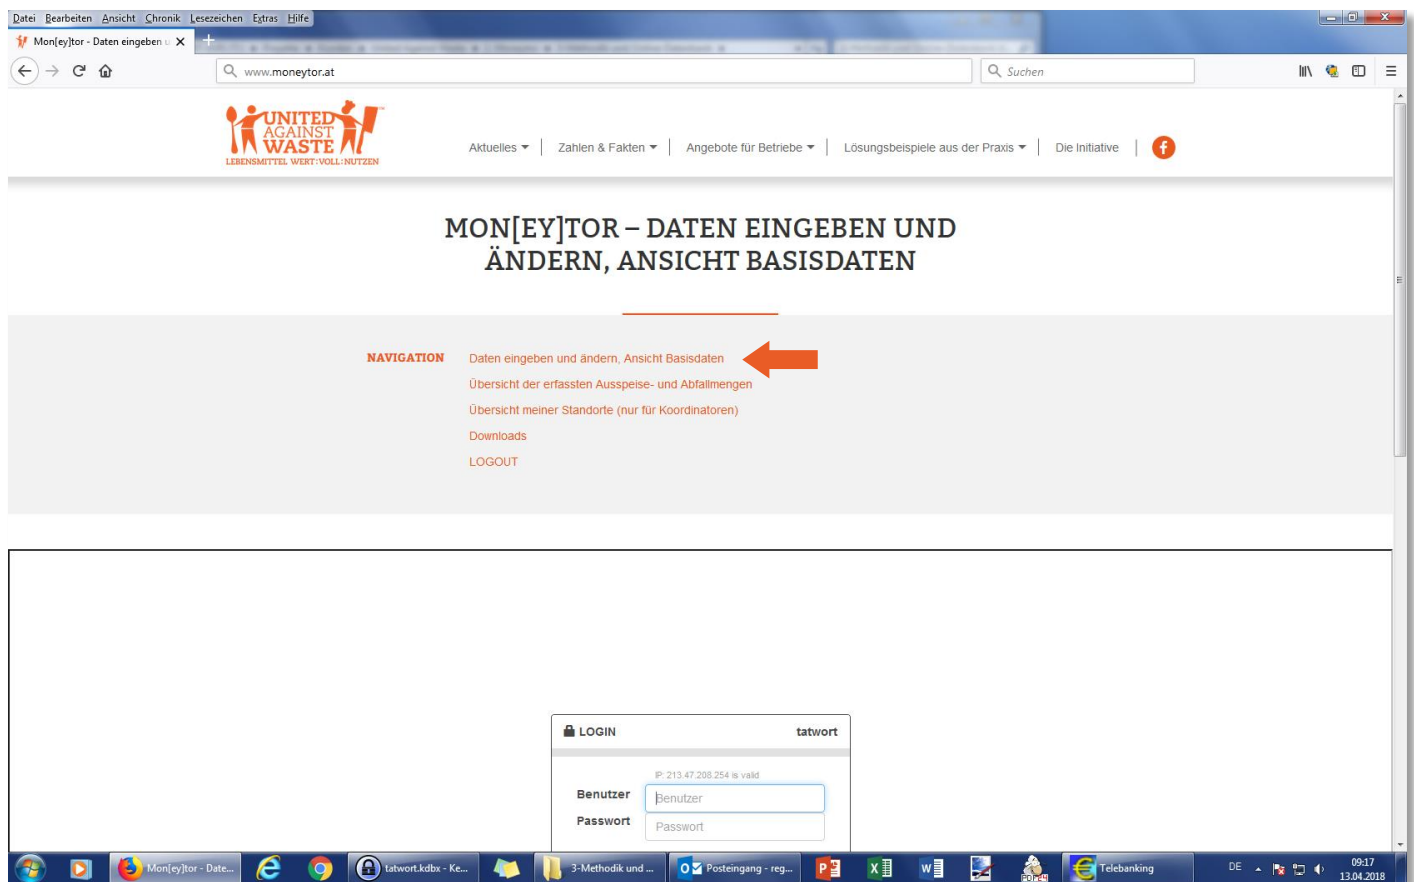 Datei Bearbeiten Ansicht Chronik Lesezeichen Extras Hilfe
Mon[ey]tor - Daten eingeben u
www.moneytor.at
Suchen
UNITED
AGAINST
WASTE
LEBENSMITTEL WERT:VOLL:NUTZEN
Aktuelles
Zahlen & Fakten
Angebote für Betriebe
Lösungsbeispiele aus der Praxis
Die Initiative
MON[EY]TOR – DATEN EINGEBEN UND
ÄNDERN, ANSICHT BASISDATEN
NAVIGATION
Daten eingeben und ändern, Ansicht Basisdaten
Übersicht der erfassten Ausspeise- und Abfallmengen
Übersicht meiner Standorte (nur für Koordinatoren)
Downloads
LOGOUT
LOGIN tatwort
IP: 213.47.208.254 is valid
Benutzer Benutzer
Passwort Passwort
Mon[ey]tor - Date...
tatwort.kdbx - Ke...
3-Methodik und ...
Posteingang - reg...
PDF24
Telebanking
DE
09:17
13.04.2018